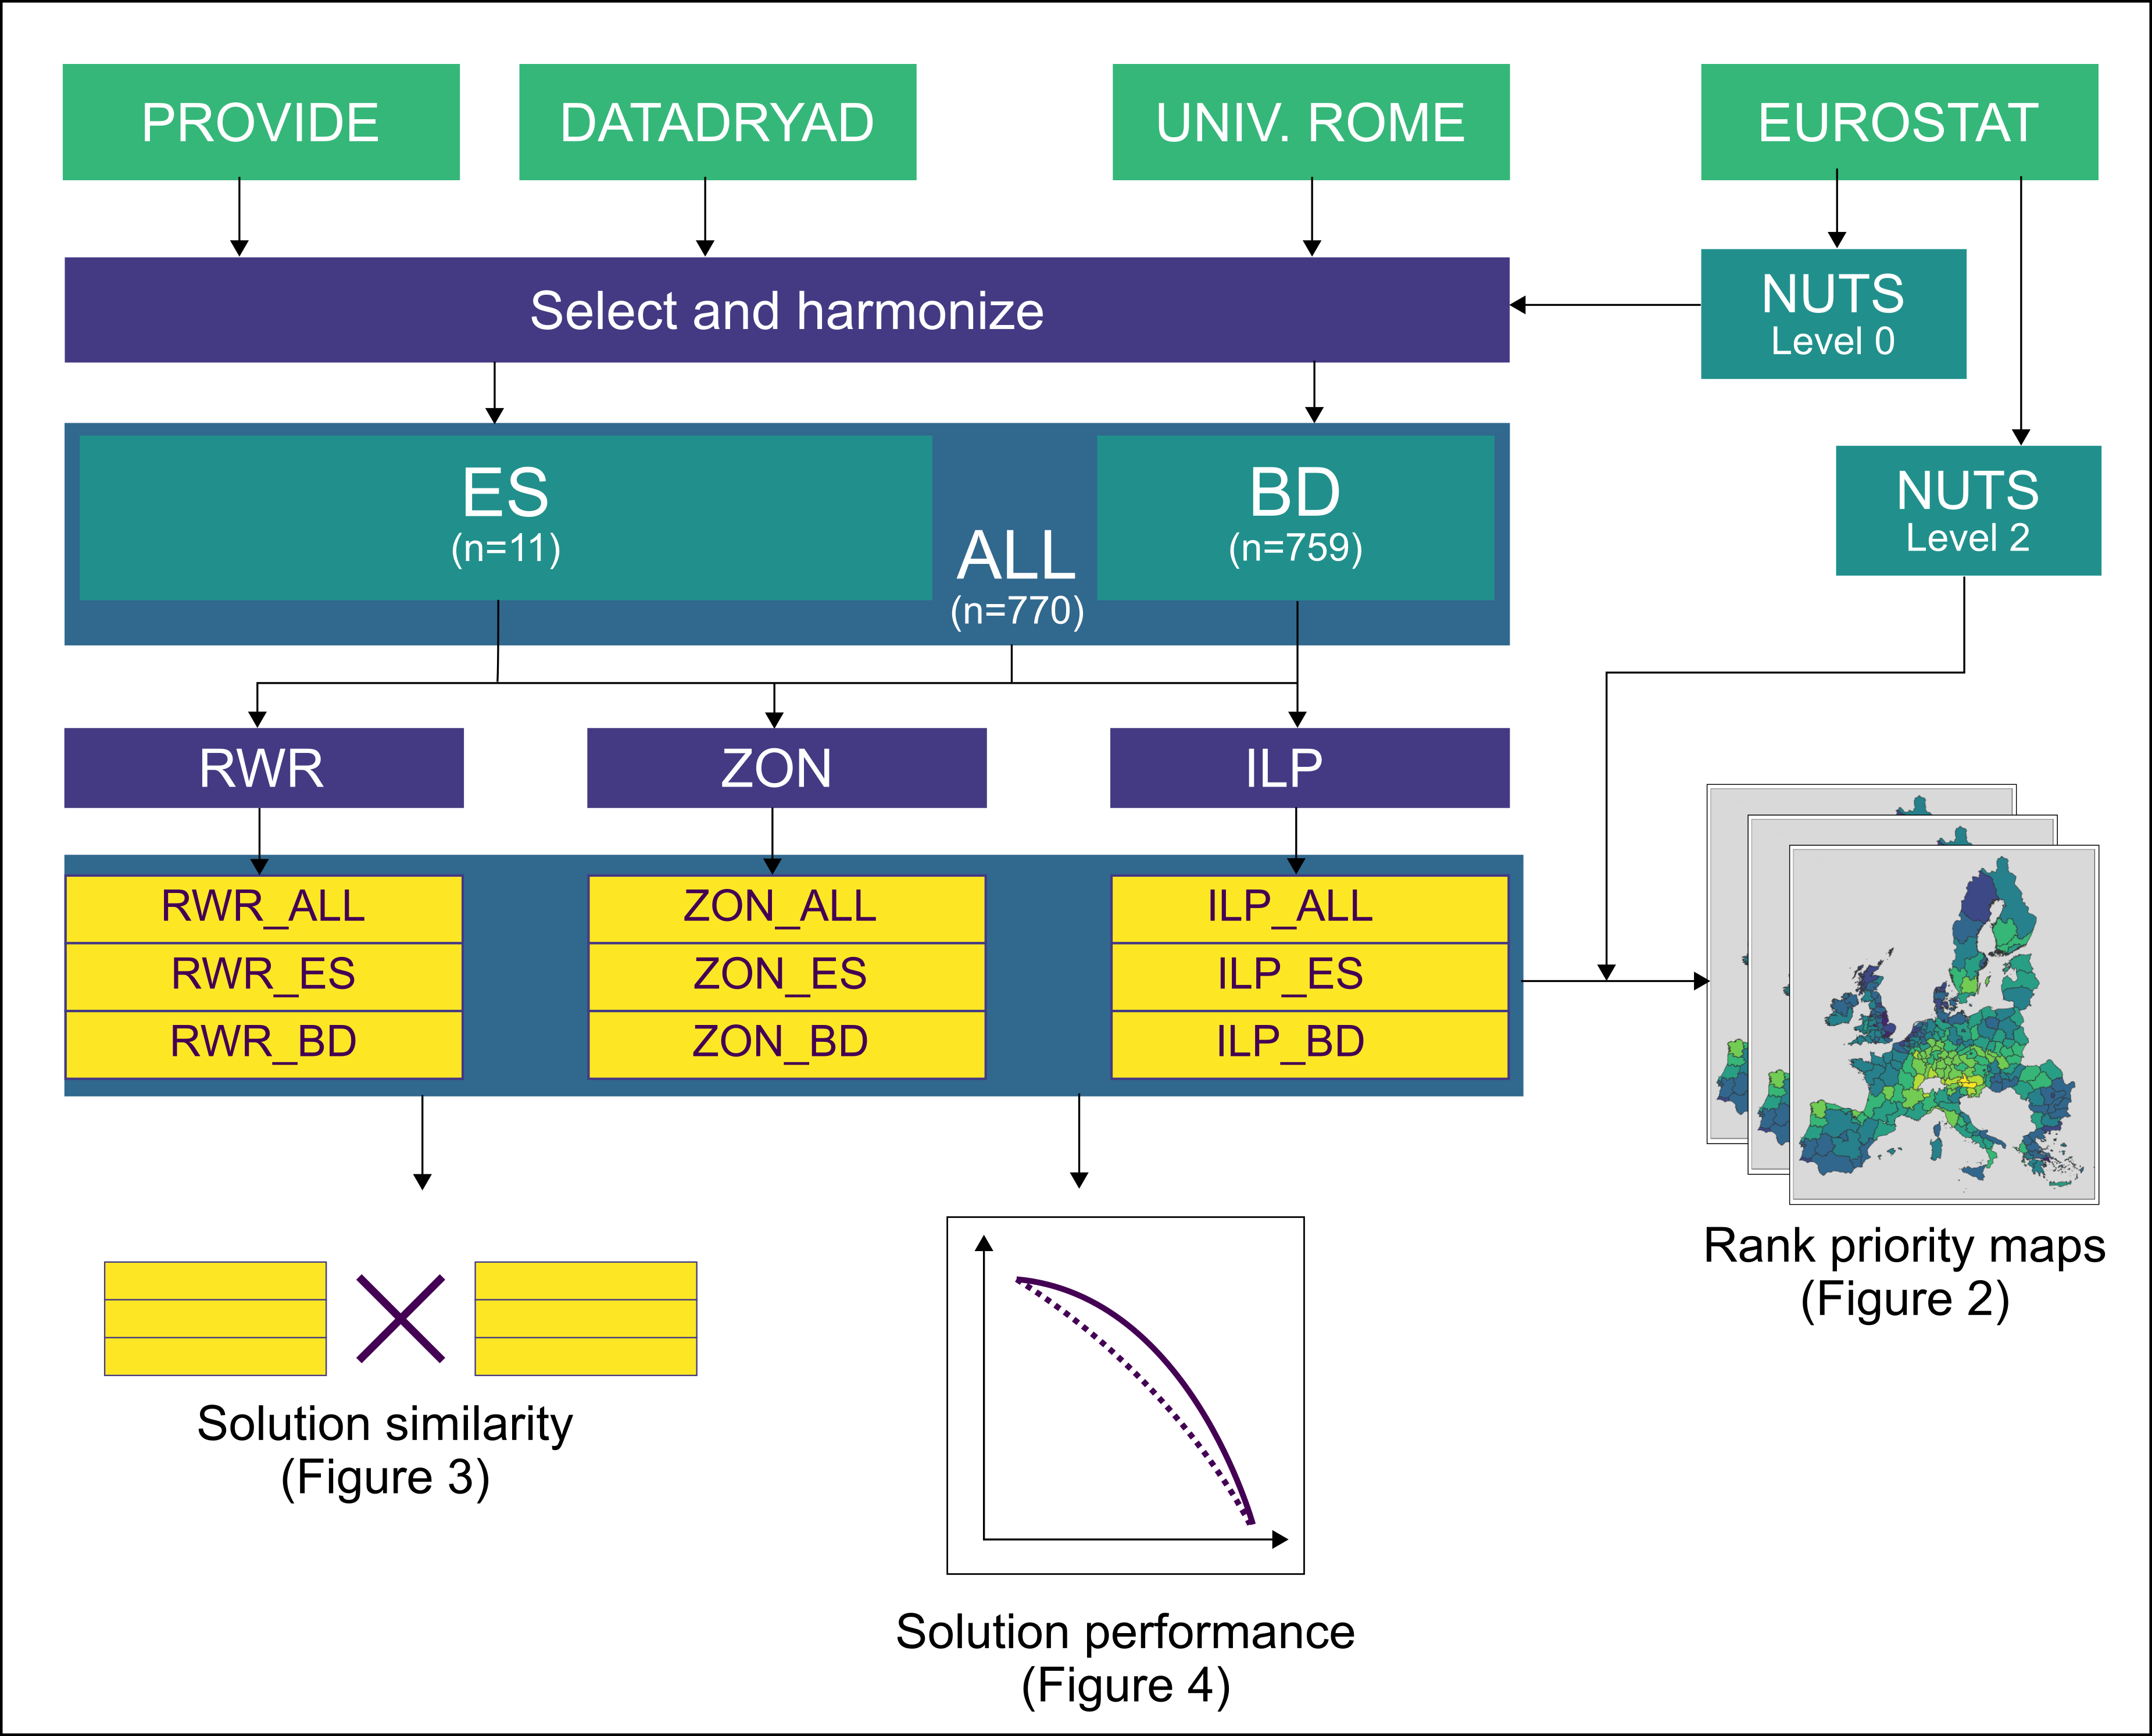 PROVIDE
DATADRYAD
UNIV. ROME
EUROSTAT
Select and harmonize
NUTS
Level 0
ES
(n=11)
ALL
(n=770)
BD
(n=759)
NUTS
Level 2
RWR
ZON
ILP
RWR_ALL
RWR_ES
RWR_BD
ZON_ALL
ZON_ES
ZON_BD
ILP_ALL
ILP_ES
ILP_BD
Rank priority maps
(Figure 2)
Solution similarity
(Figure 3)
Solution performance
(Figure 4)